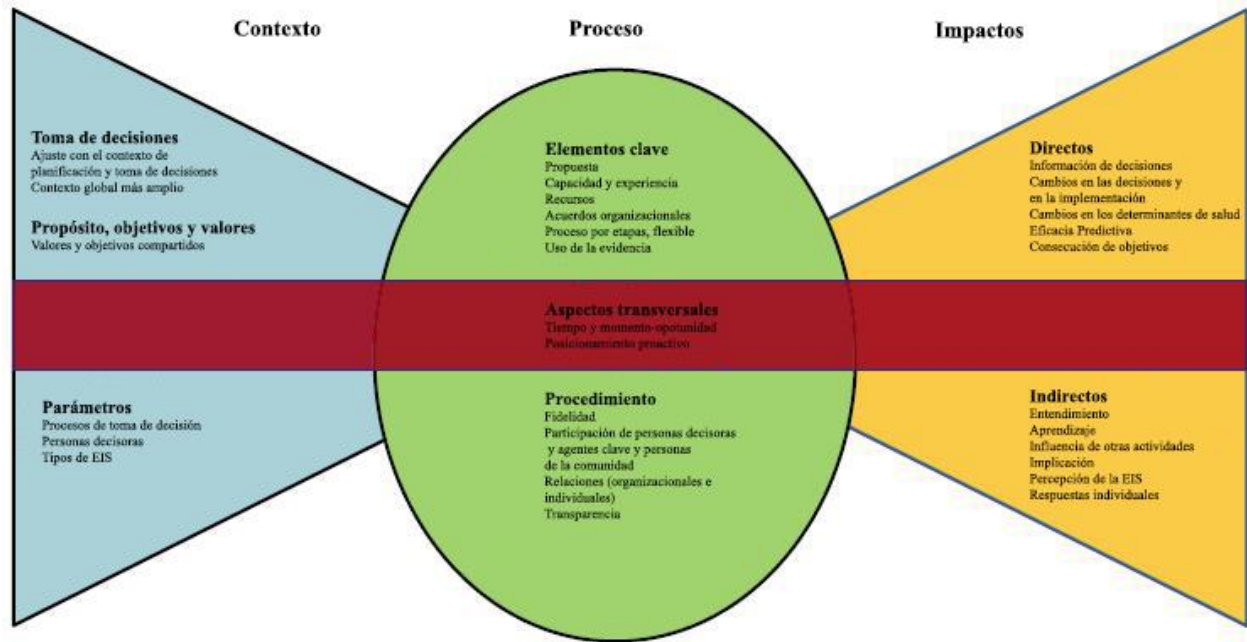 Contexto
Proceso
Impactos
Toma de decisiones
Ajuste con el contexto de
planificación y toma de decisiones
Contexto global más amplio
Propósito, objetivos y valores
Valores y objetivos compartidos
Parámetros
Procesos de toma de decisión
Personas decisoras
Tipos de EIS
Elementos clave
Propuesta
Capacidad y experiencia
Recursos
Acuerdos organizacionales
Proceso por etapas, flexible
Uso de la evidencia
Aspectos transversales
Tiempo y momento-opotunidad
Posicionamiento proactivo
Procedimiento
Fidelidad
Participación de personas decisoras
y agentes clave y personas
de la comunidad
Relaciones (organizacionales e
individuales)
Transparencia
Directos
Información de decisiones
Cambios en las decisiones y
en la implementación
Cambios en los determinantes de salud
Eficacia Predictiva
Consecución de objetivos
Indirectos
Entendimiento
Aprendizaje
Influencia de otras actividades
Implicación
Percepción de la EIS
Respuestas individuales